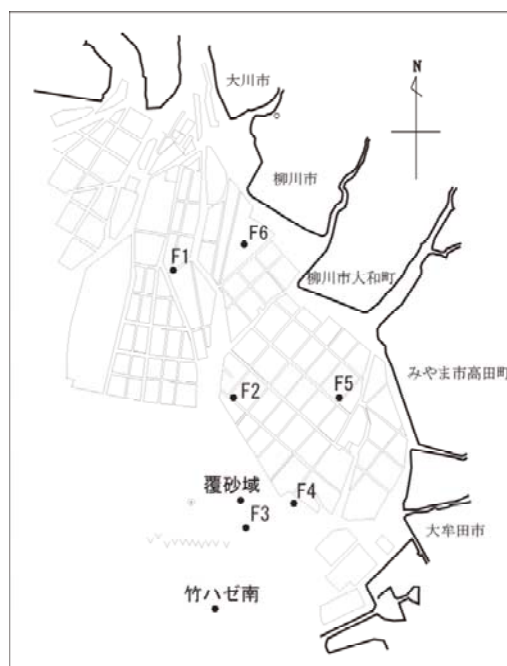 大川市
N
柳川市
F6
F1
柳川市大和町
みやま市高田町
F2
F5
覆砂域
F4
F3
大牟田市
竹ハゼ南